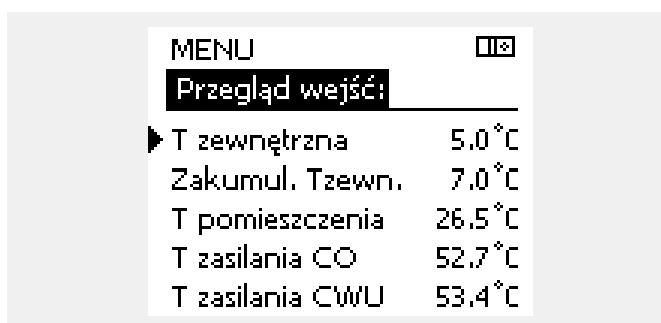 MENU
Przegląd wejść:
T zewnętrzna 5.0°C
Zakumul. Tzewn. 7.0°C
T pomieszczenia 26.5°C
T zasilania CO 52.7°C
T zasilania CWU 53.4°C